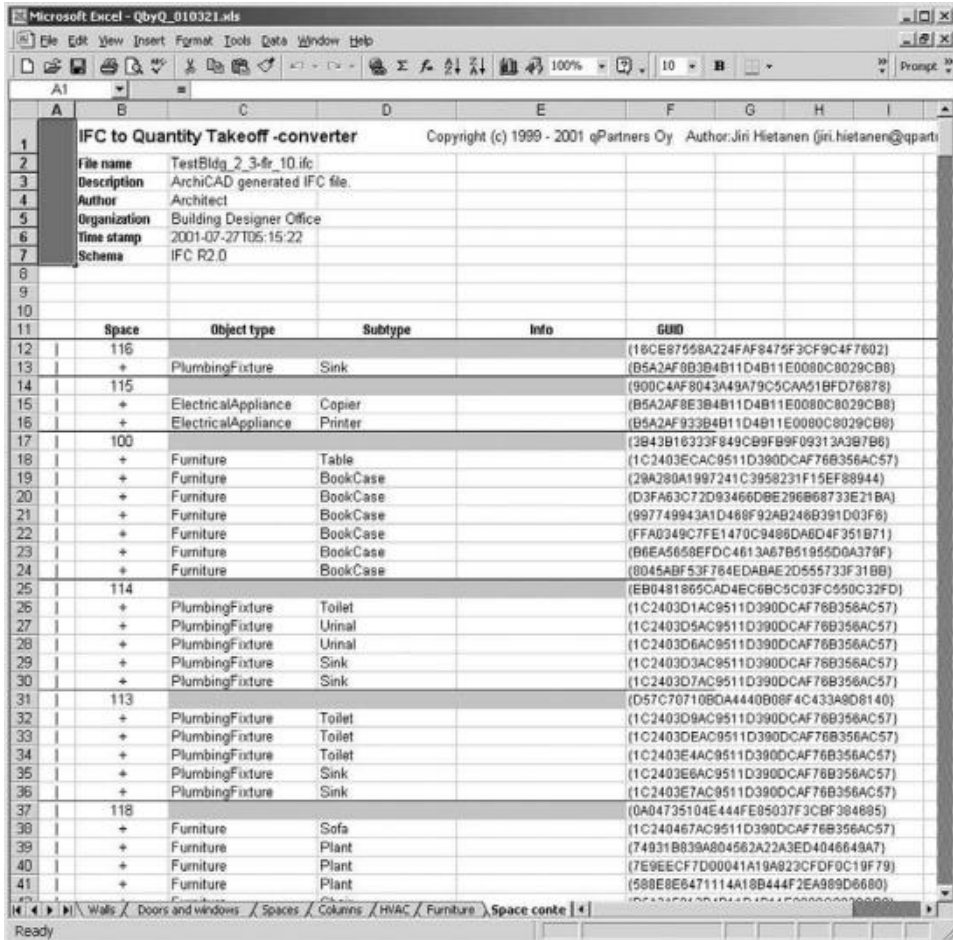 Microsoft Excel - QbyQ_010321.xls
File Edit View Insert Format Tools Data Window Help
100% 10 B Prompt
A1 =
A B C D E F G H I
1 IFC to Quantity Takeoff -converter Copyright (c) 1999 - 2001 qPartners Oy Author:Jiri Hietanen (jiri.hietanen@qpartn
2 File name TestBldg_2_3-flr_10.ifc
3 Description ArchiCAD generated IFC file.
4 Author Architect
5 Organization Building Designer Office
6 Time stamp 2001-07-27T05:15:22
7 Schema IFC R2.0
8
9
10
11 Space Object type Subtype Info GUID
12 | 116 {16CE87558A224FAF8475F3CF9C4F7602}
13 | + PlumbingFixture Sink {B5A2AF8B3B4B11D4B11E0080C8029CB8}
14 | 115 {900C4AF8043A49A79C5CAA51BFD76878}
15 | + ElectricalAppliance Copier {B5A2AF8E3B4B11D4B11E0080C8029CB8}
16 | + ElectricalAppliance Printer {B5A2AF933B4B11D4B11E0080C8029CB8}
17 | 100 {3B43B16333F849CB9FB9F09313A3B7B6}
18 | + Furniture Table {1C2403ECAC9511D390DCAF76B356AC57}
19 | + Furniture BookCase {29A280A1997241C3958231F15EF88944}
20 | + Furniture BookCase {D3FA63C72D93466DBE296B68733E21BA}
21 | + Furniture BookCase {997749943A1D468F92AB246B391D03F6}
22 | + Furniture BookCase {FFA0349C7FE1470C9486DA6D4F351B71}
23 | + Furniture BookCase {B6EA5658EFDC4613A67B51955D0A379F}
24 | + Furniture BookCase {8045ABF53F764EDABAE2D555733F31BB}
25 | 114 {EB0481865CAD4EC6BC5C03FC550C32FD}
26 | + PlumbingFixture Toilet {1C2403D1AC9511D390DCAF76B356AC57}
27 | + PlumbingFixture Urinal {1C2403D5AC9511D390DCAF76B356AC57}
28 | + PlumbingFixture Urinal {1C2403D6AC9511D390DCAF76B356AC57}
29 | + PlumbingFixture Sink {1C2403D3AC9511D390DCAF76B356AC57}
30 | + PlumbingFixture Sink {1C2403D7AC9511D390DCAF76B356AC57}
31 | 113 {D57C70710BDA4440B08F4C433A9D8140}
32 | + PlumbingFixture Toilet {1C2403D9AC9511D390DCAF76B356AC57}
33 | + PlumbingFixture Toilet {1C2403DEAC9511D390DCAF76B356AC57}
34 | + PlumbingFixture Toilet {1C2403E4AC9511D390DCAF76B356AC57}
35 | + PlumbingFixture Sink {1C2403E6AC9511D390DCAF76B356AC57}
36 | + PlumbingFixture Sink {1C2403E7AC9511D390DCAF76B356AC57}
37 | 118 {0A04735104E444FE85037F3CBF384685}
38 | + Furniture Sofa {1C240467AC9511D390DCAF76B356AC57}
39 | + Furniture Plant {74931B839A804562A22A3ED4046649A7}
40 | + Furniture Plant {7E9EECF7D00041A19A823CFDF0C19F79}
41 | + Furniture Plant {588E8E6471114A18B444F2EA989D6680}
Walls / Doors and windows / Spaces / Columns / HVAC / Furniture \ Space conte
Ready